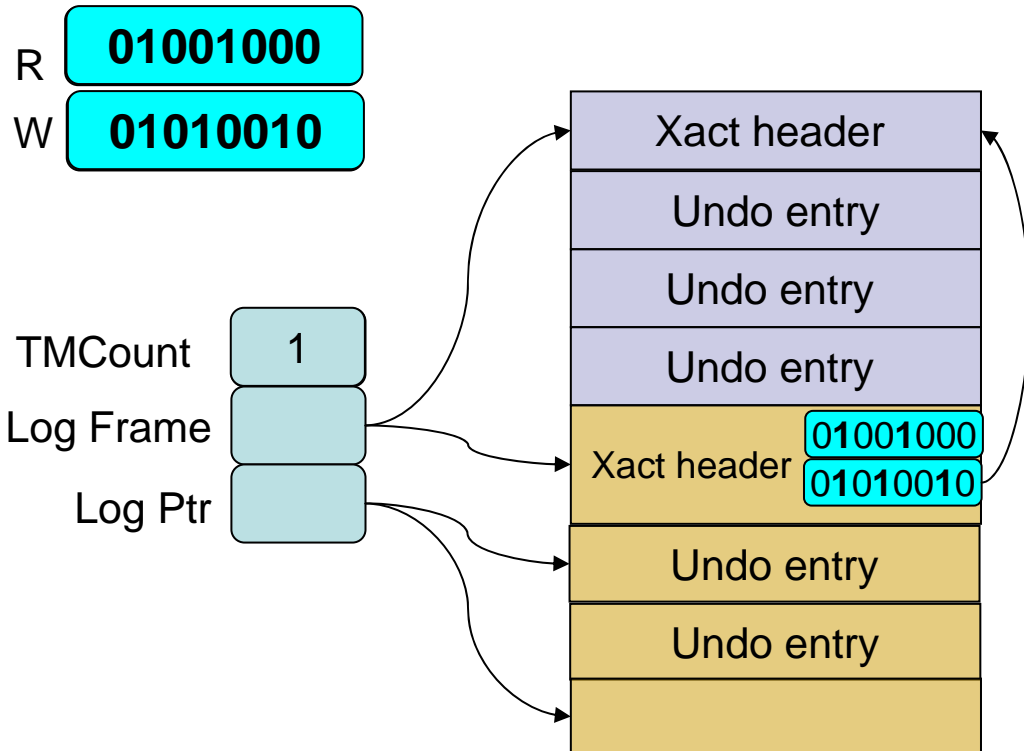 R 01001000
W 01010010
TMCount 1
Log Frame
Log Ptr
Xact header
Undo entry
Undo entry
Undo entry
Xact header 01001000
01010010
Undo entry
Undo entry